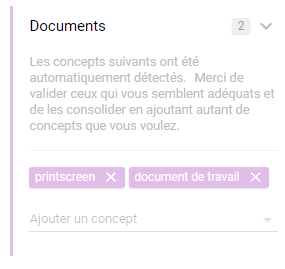 Documents 2
Les concepts suivants ont été
automatiquement détectés. Merci de
valider ceux qui vous semblent adéquats et
de les consolider en ajoutant autant de
concepts que vous voulez.
printscreen × document de travail ×
Ajouter un concept